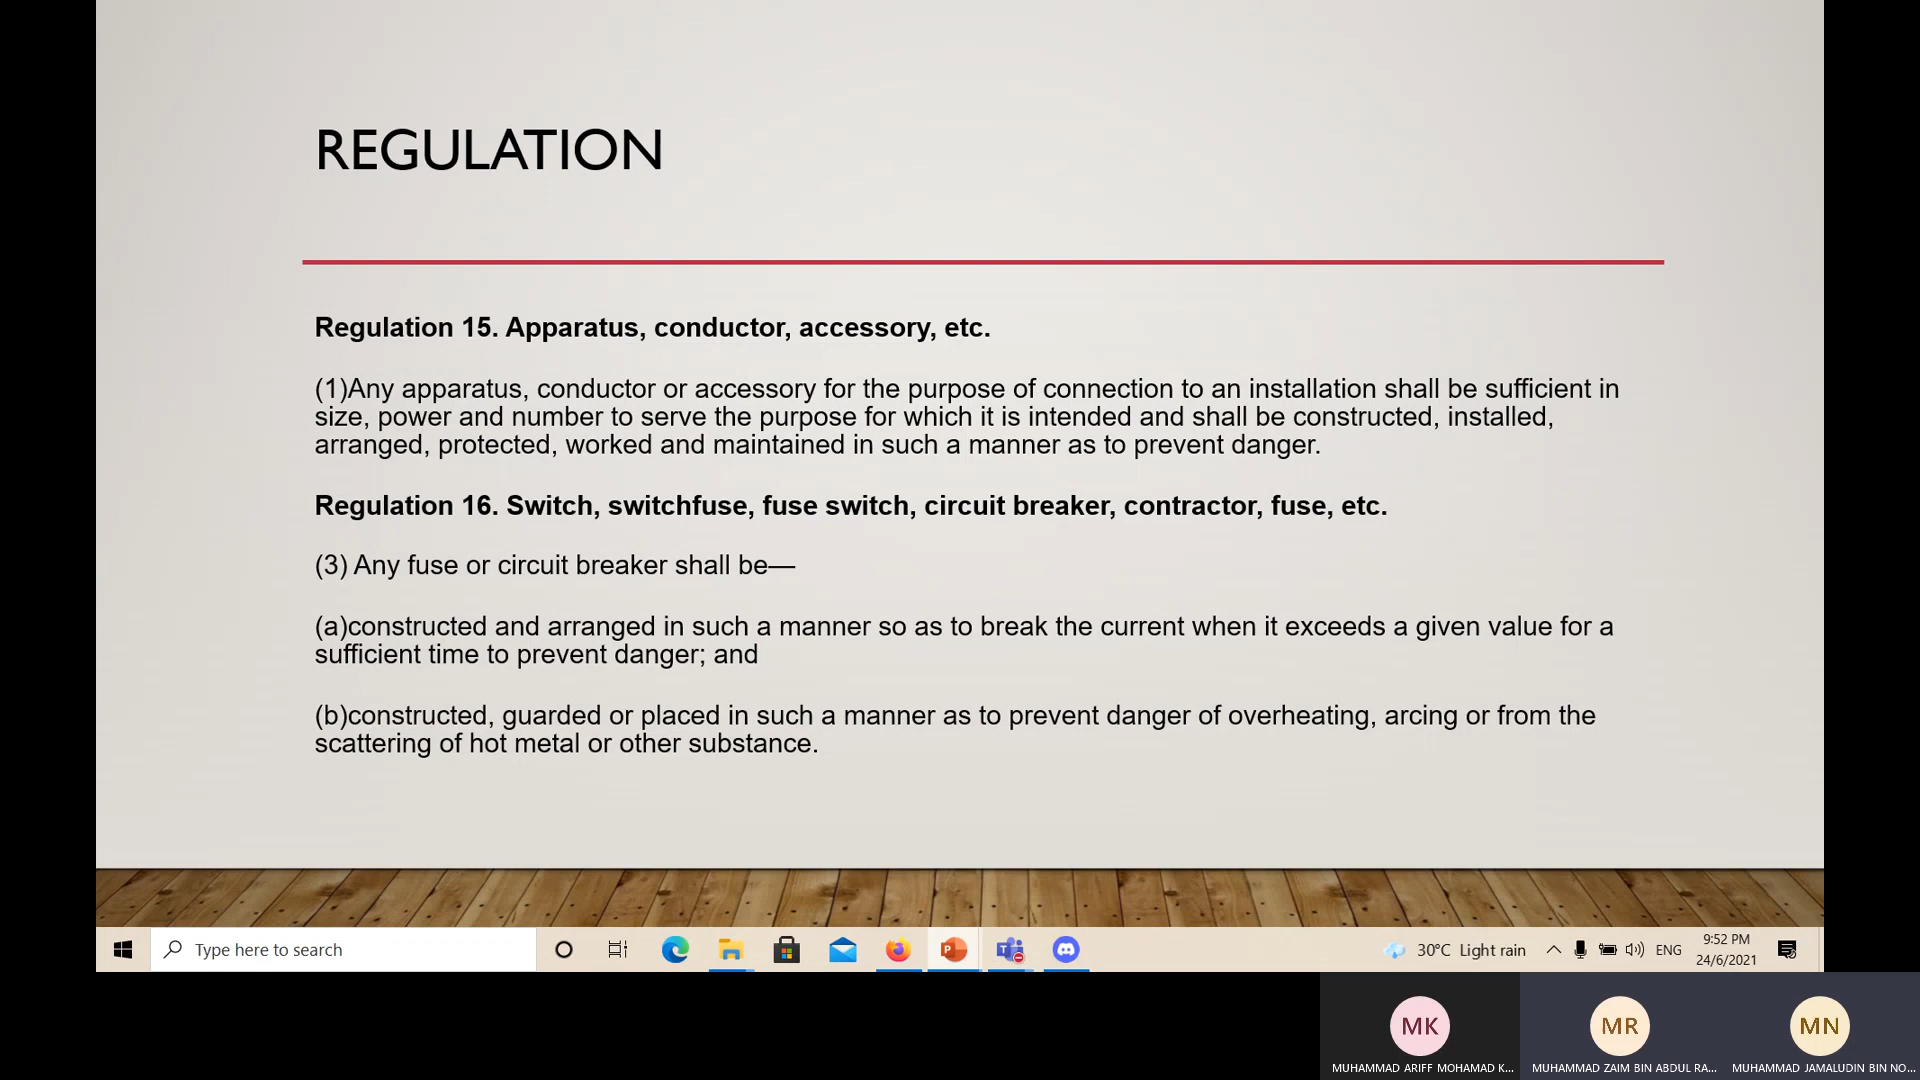 REGULATION
Regulation 15. Apparatus, conductor, accessory, etc.
(1)Any apparatus, conductor or accessory for the purpose of connection to an installation shall be sufficient in
size, power and number to serve the purpose for which it is intended and shall be constructed, installed,
arranged, protected, worked and maintained in such a manner as to prevent danger.
Regulation 16. Switch, switchfuse, fuse switch, circuit breaker, contractor, fuse, etc.
(3) Any fuse or circuit breaker shall be—
(a)constructed and arranged in such a manner so as to break the current when it exceeds a given value for a
sufficient time to prevent danger; and
(b)constructed, guarded or placed in such a manner as to prevent danger of overheating, arcing or from the
scattering of hot metal or other substance.
Type here to search
30°C Light rain
ENG
9:52 PM
24/6/2021
MK
MR
MN
MUHAMMAD ARIFF MOHAMAD K...
MUHAMMAD ZAIM BIN ABDUL RA...
MUHAMMAD JAMALUDIN BIN NO...